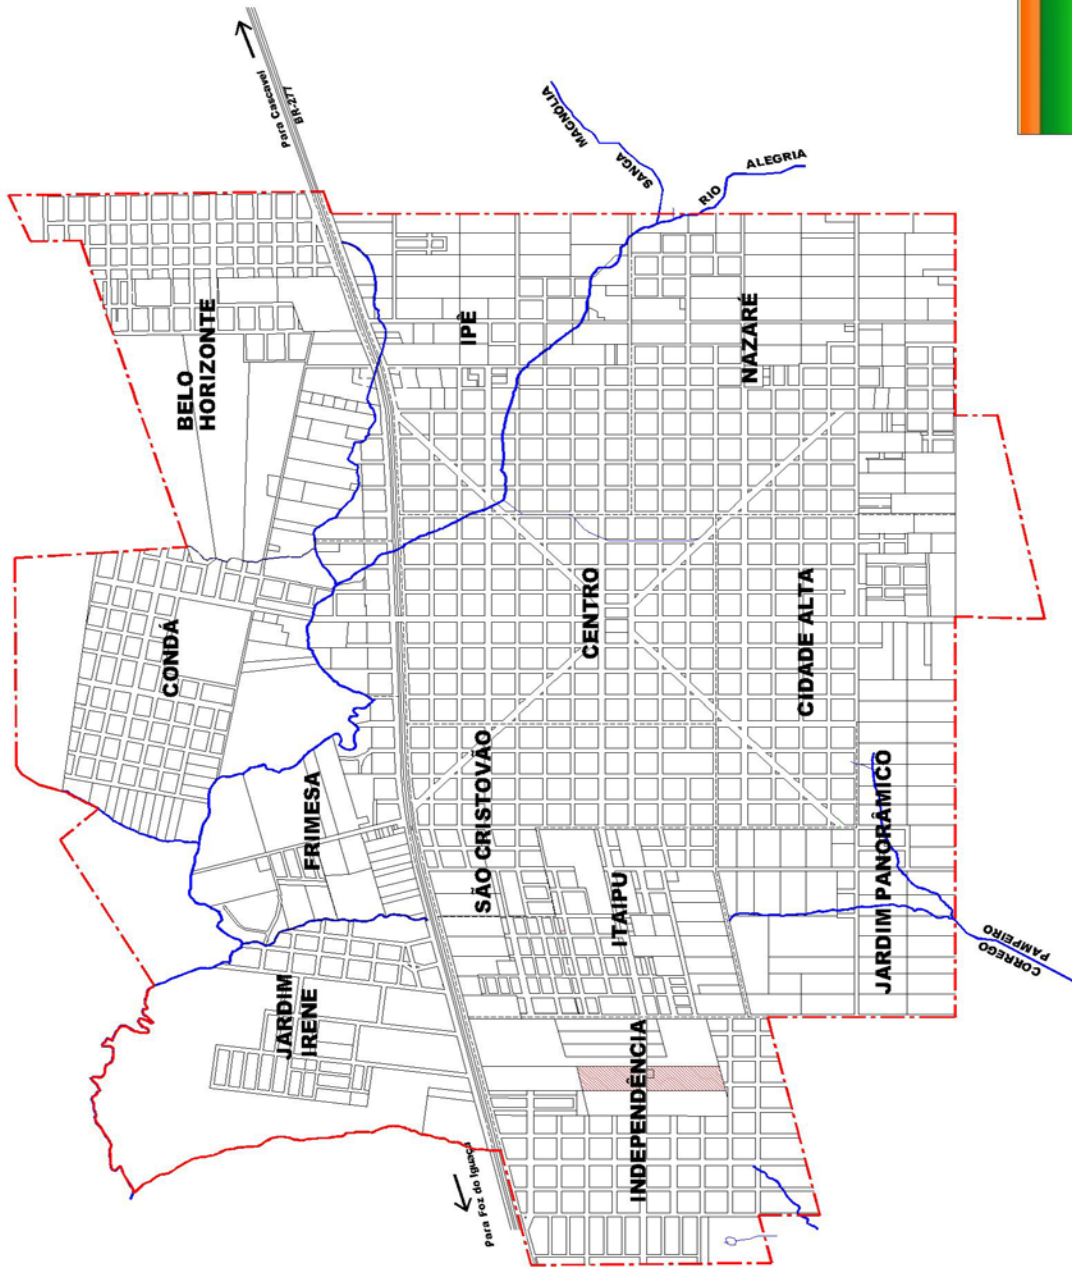 Para Cascavel
BR-277
MAGNÓLIA
SANGA
RIO
ALEGRIA
BELO
HORIZONTE
IPÊ
NAZARÉ
CONDÁ
CENTRO
CIDADE ALTA
FRIMESA
SÃO CRISTOVÃO
ITAIPU
JARDIM PANORÂMICO
CORREGO
PAMPEIRO
JARDIM
IRENE
INDEPENDÊNCIA
Para Foz do Iguaçu